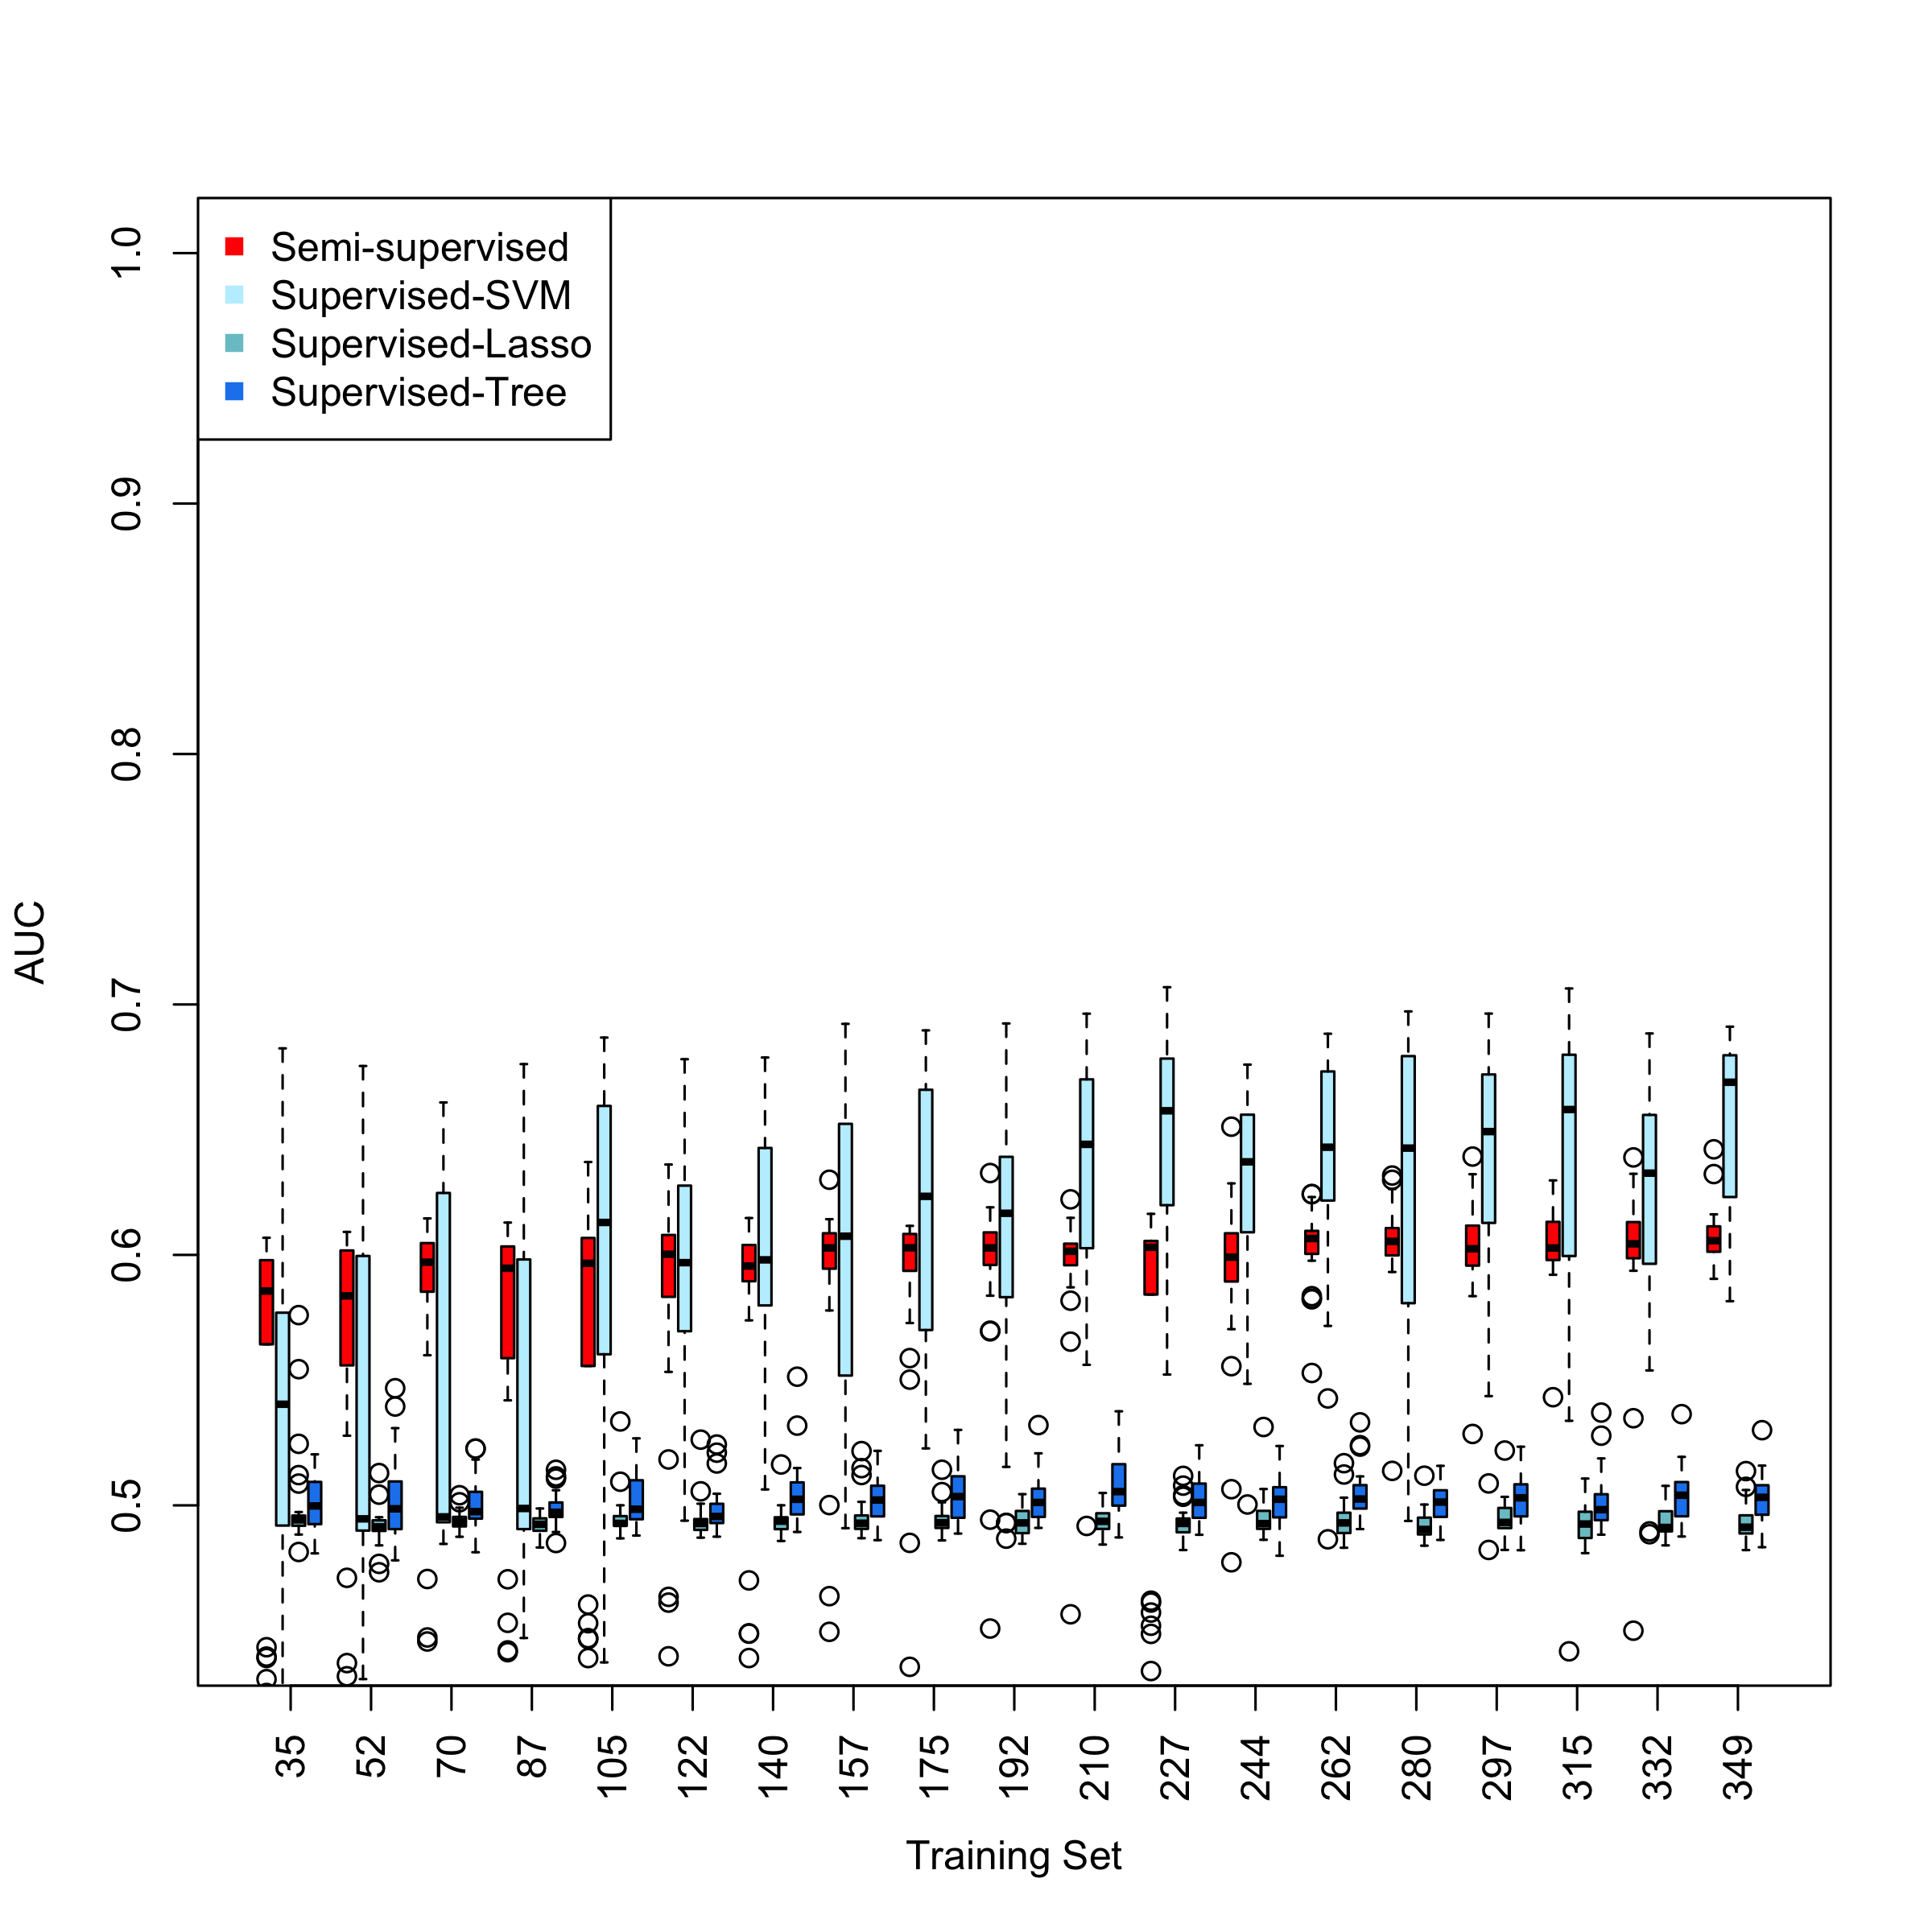 Semi-supervised
Supervised-SVM
Supervised-Lasso
Supervised-Tree
1.0
0.9
0.8
0.7
0.6
0.5
AUC
35 52 70 87 105 122 140 157 175 192 210 227 244 262 280 297 315 332 349
Training Set